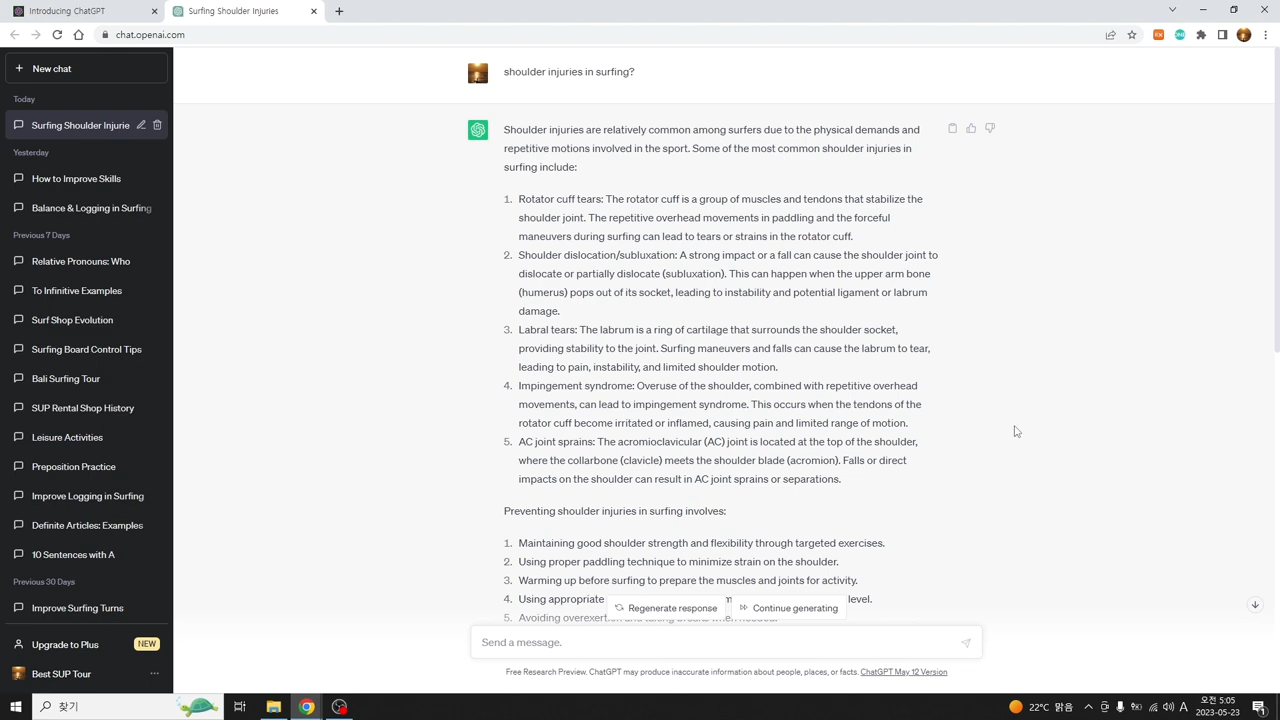 Introducing ChatGPT
Surfing Shoulder Injuries
chat.openai.com
EX
ONE
New chat
Today
Surfing Shoulder Injurie
Yesterday
How to Improve Skills
Balance & Logging in Surfing
Previous 7 Days
Relative Pronouns: Who
To Infinitive Examples
Surf Shop Evolution
Surfing Board Control Tips
Bali Surfing Tour
SUP Rental Shop History
Leisure Activities
Preposition Practice
Improve Logging in Surfing
Definite Articles: Examples
10 Sentences with A
Previous 30 Days
Improve Surfing Turns
Upgrade to Plus
NEW
Best SUP Tour
shoulder injuries in surfing?
Shoulder injuries are relatively common among surfers due to the physical demands and
repetitive motions involved in the sport. Some of the most common shoulder injuries in
surfing include:
1. Rotator cuff tears: The rotator cuff is a group of muscles and tendons that stabilize the
shoulder joint. The repetitive overhead movements in paddling and the forceful
maneuvers during surfing can lead to tears or strains in the rotator cuff.
2. Shoulder dislocation/subluxation: A strong impact or a fall can cause the shoulder joint to
dislocate or partially dislocate (subluxation). This can happen when the upper arm bone
(humerus) pops out of its socket, leading to instability and potential ligament or labrum
damage.
3. Labral tears: The labrum is a ring of cartilage that surrounds the shoulder socket,
providing stability to the joint. Surfing maneuvers and falls can cause the labrum to tear,
leading to pain, instability, and limited shoulder motion.
4. Impingement syndrome: Overuse of the shoulder, combined with repetitive overhead
movements, can lead to impingement syndrome. This occurs when the tendons of the
rotator cuff become irritated or inflamed, causing pain and limited range of motion.
5. AC joint sprains: The acromioclavicular (AC) joint is located at the top of the shoulder,
where the collarbone (clavicle) meets the shoulder blade (acromion). Falls or direct
impacts on the shoulder can result in AC joint sprains or separations.
Preventing shoulder injuries in surfing involves:
1. Maintaining good shoulder strength and flexibility through targeted exercises.
2. Using proper paddling technique to minimize strain on the shoulder.
3. Warming up before surfing to prepare the muscles and joints for activity.
4. Using appropriate level.
Regenerate response
Continue generating
5. Avoiding overexertion and taking breaks when needed.
Send a message.
Free Research Preview. ChatGPT may produce inaccurate information about people, places, or facts. ChatGPT May 12 Version
찾기
22°C 맑음
A
오전 5:05
2023-05-23
1